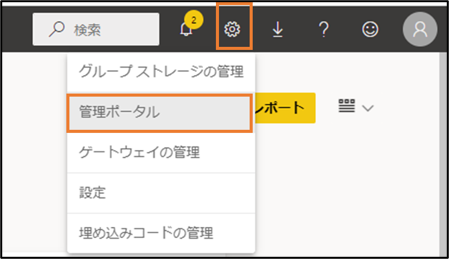 検索
2
?
グループ ストレージの管理
管理ポータル
レポート
ゲートウェイの管理
設定
埋め込みコードの管理